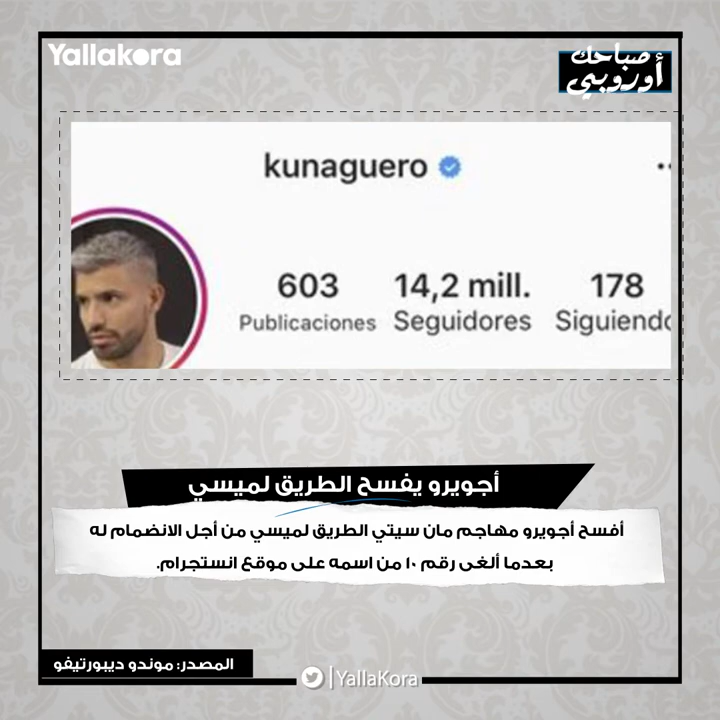 Yallakora
صباحك
أوروبي
kunaguero
603
14,2 mill.
178
Publicaciones
Seguidores
Siguiendo
أجويرو يفسح الطريق لميسي
أفسح أجويرو مهاجم مان سيتي الطريق لميسي من أجل الانضمام له
بعدما ألغى رقم ١٠ من اسمه على موقع انستجرام.
المصدر: موندو ديبورتيفو
YallaKora